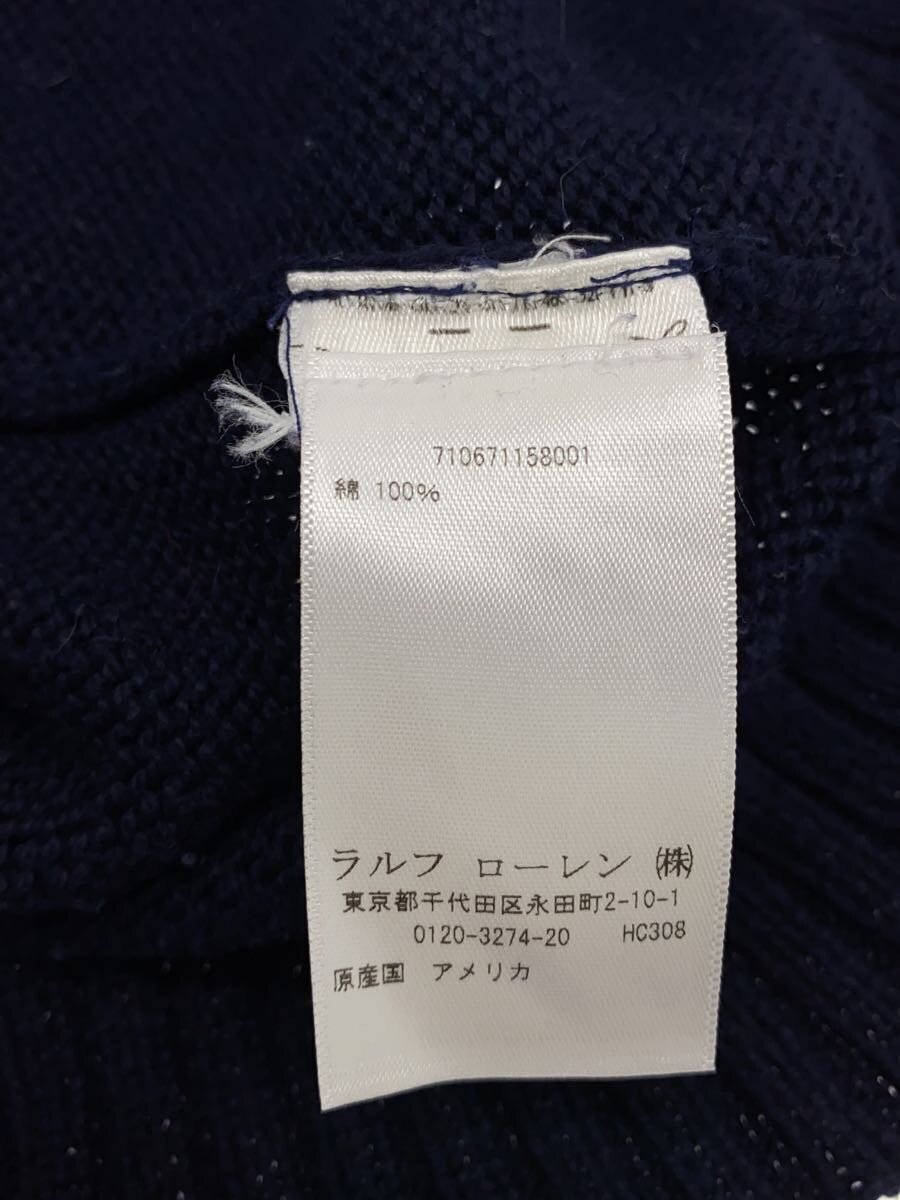 710671158001
綿 100%
ラルフ ローレン ㈱
東京都千代田区永田町2-10-1
0120-3274-20 HC308
原産国 アメリカ